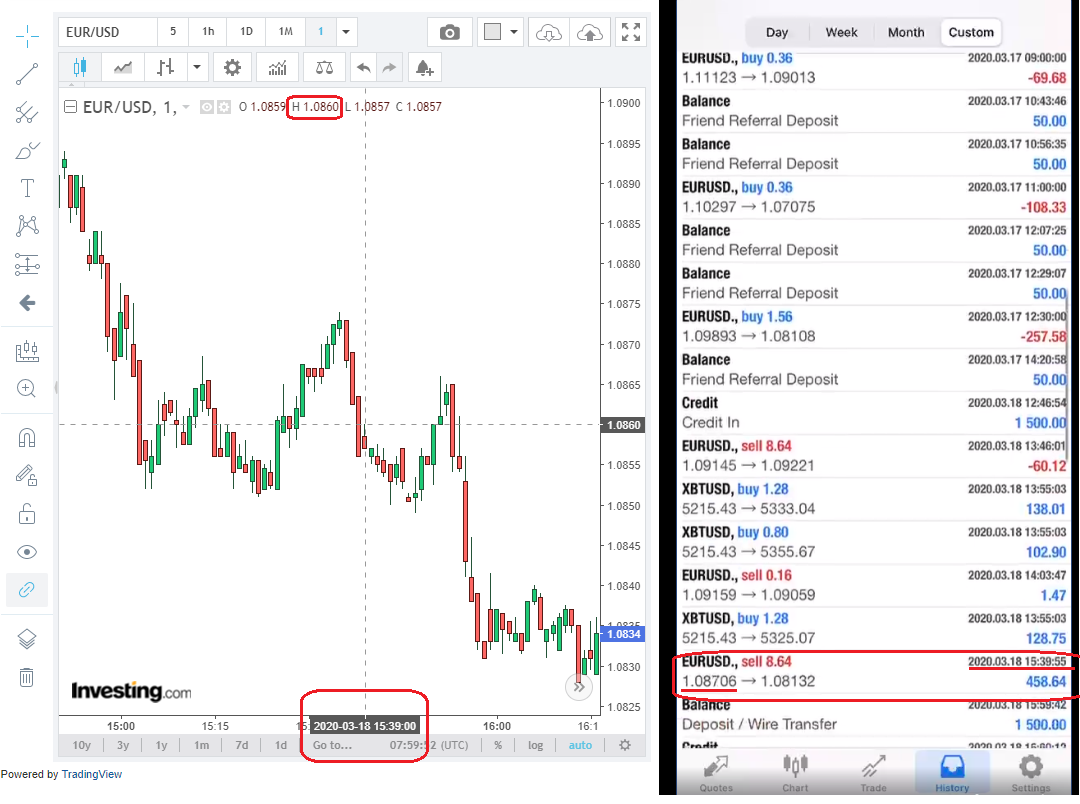 EUR/USD 5 1h 1D 1M 1
EUR/USD, 1, O 1.0859 H 1.0860 L 1.0857 C 1.0857
1.0900
1.0895
1.0890
1.0885
1.0880
1.0875
1.0870
1.0865
1.0860
1.0855
1.0850
1.0845
1.0840
1.0835
1.0834
1.0830
1.0825
T
Investing.com
15:00 15:15 2020-03-18 15:39:00 16:00 16:1
10y 3y 1y 1m 7d 1d Go to... 07:59:52 (UTC) % log auto
Powered by TradingView
Day Week Month Custom
EURUSD., buy 0.36 2020.03.17 09:00:00
1.11123 → 1.09013 -69.68
Balance 2020.03.17 10:43:46
Friend Referral Deposit 50.00
Balance 2020.03.17 10:56:35
Friend Referral Deposit 50.00
EURUSD., buy 0.36 2020.03.17 11:00:00
1.10297 → 1.07075 -108.33
Balance 2020.03.17 12:07:25
Friend Referral Deposit 50.00
Balance 2020.03.17 12:29:07
Friend Referral Deposit 50.00
EURUSD., buy 1.56 2020.03.17 12:30:00
1.09893 → 1.08108 -257.58
Balance 2020.03.17 14:20:58
Friend Referral Deposit 50.00
Credit 2020.03.18 12:46:54
Credit In 1 500.00
EURUSD., sell 8.64 2020.03.18 13:46:01
1.09145 → 1.09221 -60.12
XBTUSD, buy 1.28 2020.03.18 13:55:03
5215.43 → 5333.04 138.01
XBTUSD, buy 0.80 2020.03.18 13:55:03
5215.43 → 5355.67 102.90
EURUSD., sell 0.16 2020.03.18 14:03:47
1.09159 → 1.09059 1.47
XBTUSD, buy 1.28 2020.03.18 13:55:03
5215.43 → 5325.07 128.75
EURUSD., sell 8.64 2020.03.18 15:39:55
1.08706 → 1.08132 458.64
Balance 2020.03.18 15:59:42
Deposit / Wire Transfer 1 500.00
Credit
Quotes Chart Trade History Settings